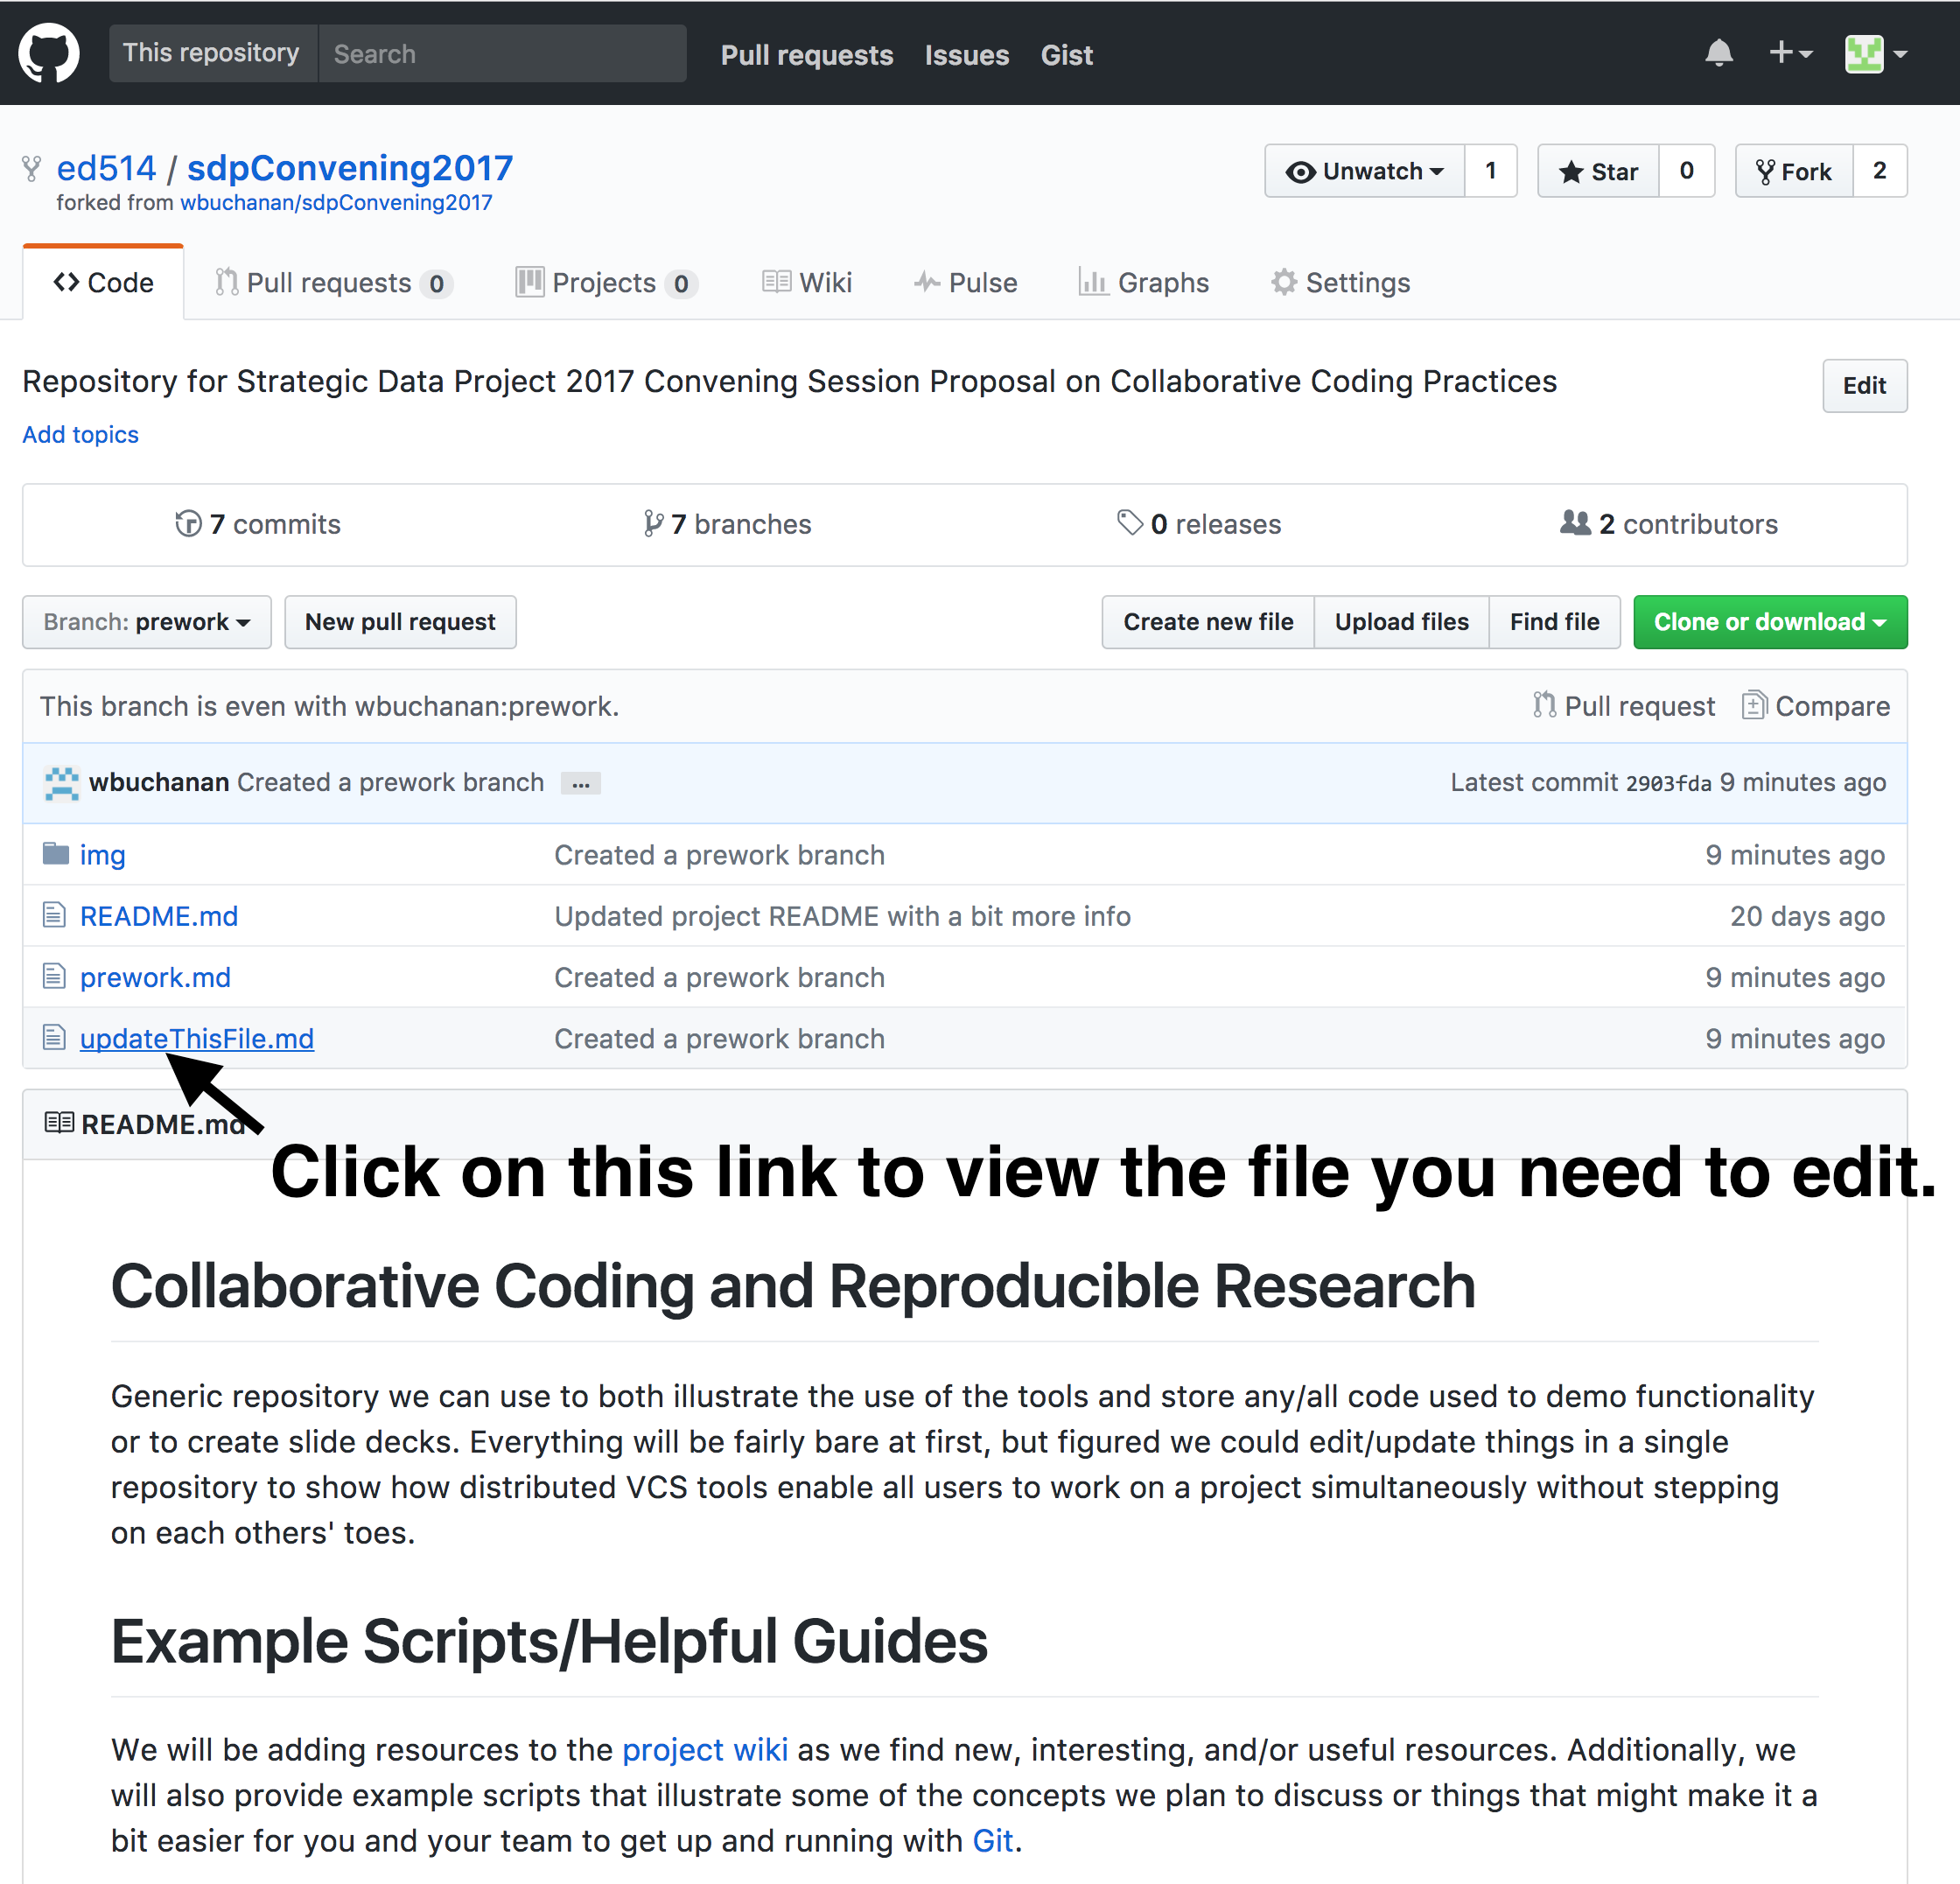 This repository Search Pull requests Issues Gist
ed514 / sdpConvening2017 Unwatch 1 Star 0 Fork 2
forked from wbuchanan/sdpConvening2017
Code Pull requests 0 Projects 0 Wiki Pulse Graphs Settings
Repository for Strategic Data Project 2017 Convening Session Proposal on Collaborative Coding Practices Edit
Add topics
7 commits 7 branches 0 releases 2 contributors
Branch: prework New pull request Create new file Upload files Find file Clone or download
This branch is even with wbuchanan:prework. Pull request Compare
wbuchanan Created a prework branch ... Latest commit 2903fda 9 minutes ago
img Created a prework branch 9 minutes ago
README.md Updated project README with a bit more info 20 days ago
prework.md Created a prework branch 9 minutes ago
updateThisFile.md Created a prework branch 9 minutes ago
README.md
Click on this link to view the file you need to edit.
Collaborative Coding and Reproducible Research
Generic repository we can use to both illustrate the use of the tools and store any/all code used to demo functionality
or to create slide decks. Everything will be fairly bare at first, but figured we could edit/update things in a single
repository to show how distributed VCS tools enable all users to work on a project simultaneously without stepping
on each others' toes.
Example Scripts/Helpful Guides
We will be adding resources to the project wiki as we find new, interesting, and/or useful resources. Additionally, we
will also provide example scripts that illustrate some of the concepts we plan to discuss or things that might make it a
bit easier for you and your team to get up and running with Git.